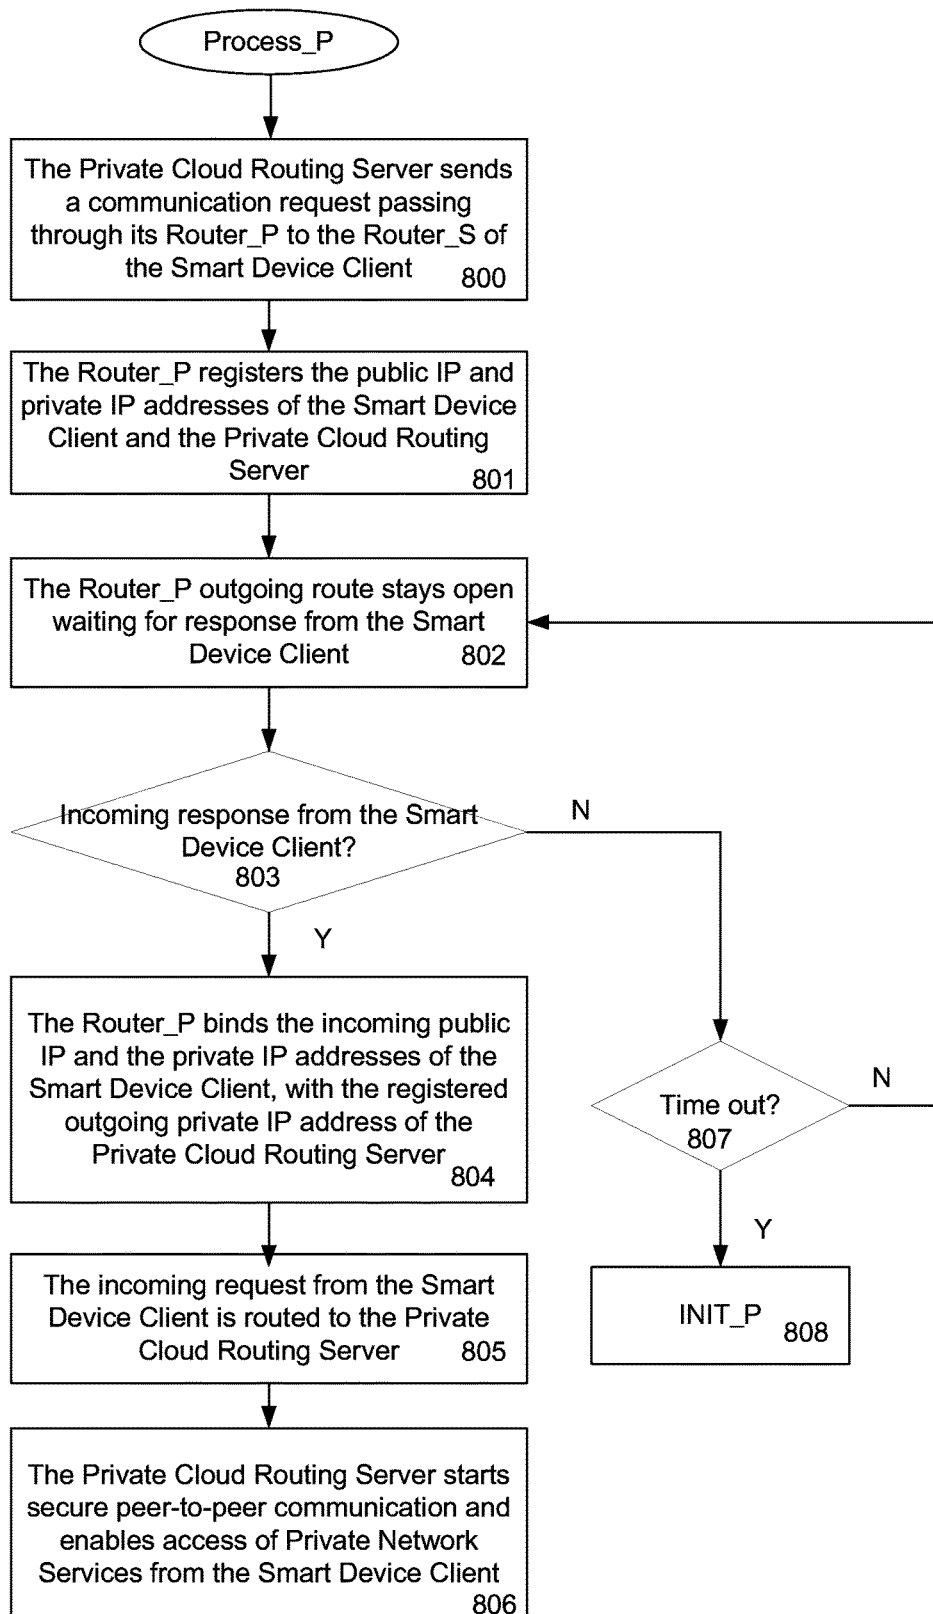 Process_P
The Private Cloud Routing Server sends
a communication request passing
through its Router_P to the Router_S of
the Smart Device Client
800
The Router_P registers the public IP and
private IP addresses of the Smart Device
Client and the Private Cloud Routing
Server
801
The Router_P outgoing route stays open
waiting for response from the Smart
Device Client
802
Incoming response from the Smart
Device Client?
803
N
Y
The Router_P binds the incoming public
IP and the private IP addresses of the
Smart Device Client, with the registered
outgoing private IP address of the
Private Cloud Routing Server
804
Time out?
807
N
Y
The incoming request from the Smart
Device Client is routed to the Private
Cloud Routing Server
805
INIT_P
808
The Private Cloud Routing Server starts
secure peer-to-peer communication and
enables access of Private Network
Services from the Smart Device Client
806